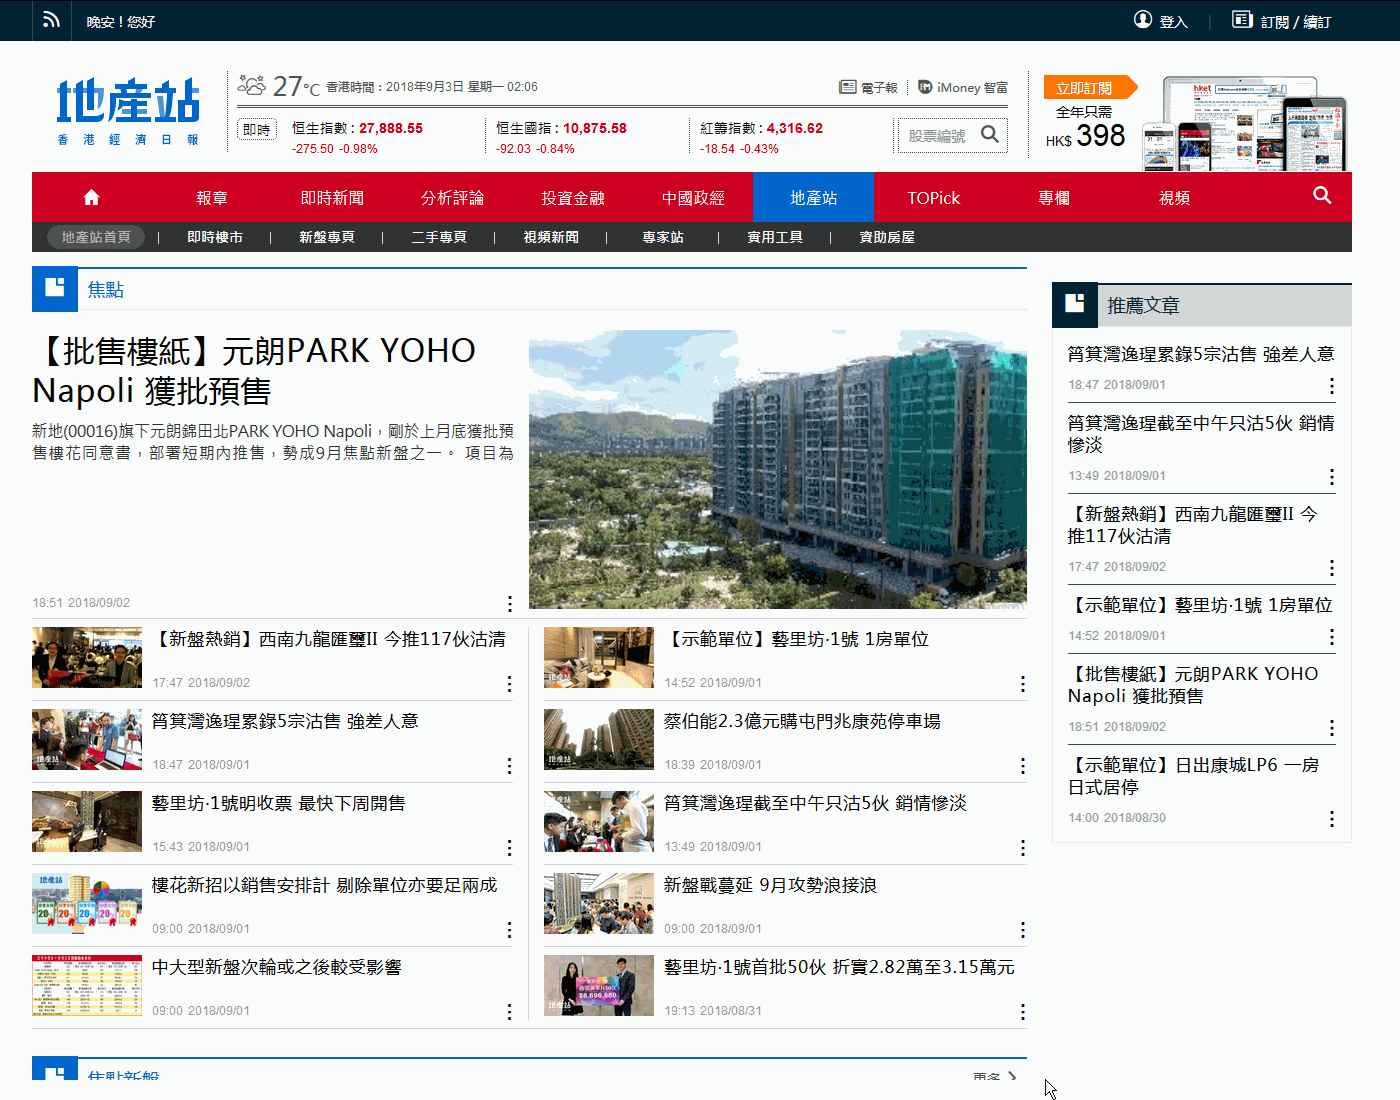 晚安 ! 您好
登入
訂閱 / 續訂
地產站
香港經濟日報
27°C 香港時間 : 2018年9月3日 星期一 02:06
電子報
iMoney 智富
即時
恒生指數 : 27,888.55
-275.50 -0.98%
恒生國指 : 10,875.58
-92.03 -0.84%
紅籌指數 : 4,316.62
-18.54 -0.43%
股票編號
立即訂閱
全年只需
HK$ 398
hket
報章
即時新聞
分析評論
投資金融
中國政經
地產站
TOPick
專欄
視頻
地產站首頁 | 即時樓市 | 新盤專頁 | 二手專頁 | 視頻新聞 | 專家站 | 實用工具 | 資助房屋
焦點
【批售樓紙】元朗PARK YOHO
Napoli 獲批預售
新地(00016)旗下元朗錦田北PARK YOHO Napoli，剛於上月底獲批預
售樓花同意書，部署短期內推售，勢成9月焦點新盤之一。 項目為
18:51 2018/09/02
【新盤熱銷】西南九龍匯璽II 今推117伙沽清
17:47 2018/09/02
【示範單位】藝里坊·1號 1房單位
14:52 2018/09/01
筲箕灣逸瑆累錄5宗沽售 強差人意
18:47 2018/09/01
蔡伯能2.3億元購屯門兆康苑停車場
18:39 2018/09/01
藝里坊·1號明收票 最快下周開售
15:43 2018/09/01
筲箕灣逸瑆截至中午只沽5伙 銷情慘淡
13:49 2018/09/01
樓花新招以銷售安排計 剔除單位亦要足兩成
09:00 2018/09/01
新盤戰蔓延 9月攻勢浪接浪
09:00 2018/09/01
中大型新盤次輪或之後較受影響
09:00 2018/09/01
藝里坊·1號首批50伙 折實2.82萬至3.15萬元
19:13 2018/08/31
焦點新盤
更多
推薦文章
筲箕灣逸瑆累錄5宗沽售 強差人意
18:47 2018/09/01
筲箕灣逸瑆截至中午只沽5伙 銷情
慘淡
13:49 2018/09/01
【新盤熱銷】西南九龍匯璽II 今
推117伙沽清
17:47 2018/09/02
【示範單位】藝里坊·1號 1房單位
14:52 2018/09/01
【批售樓紙】元朗PARK YOHO
Napoli 獲批預售
18:51 2018/09/02
【示範單位】日出康城LP6 一房
日式居停
14:00 2018/08/30